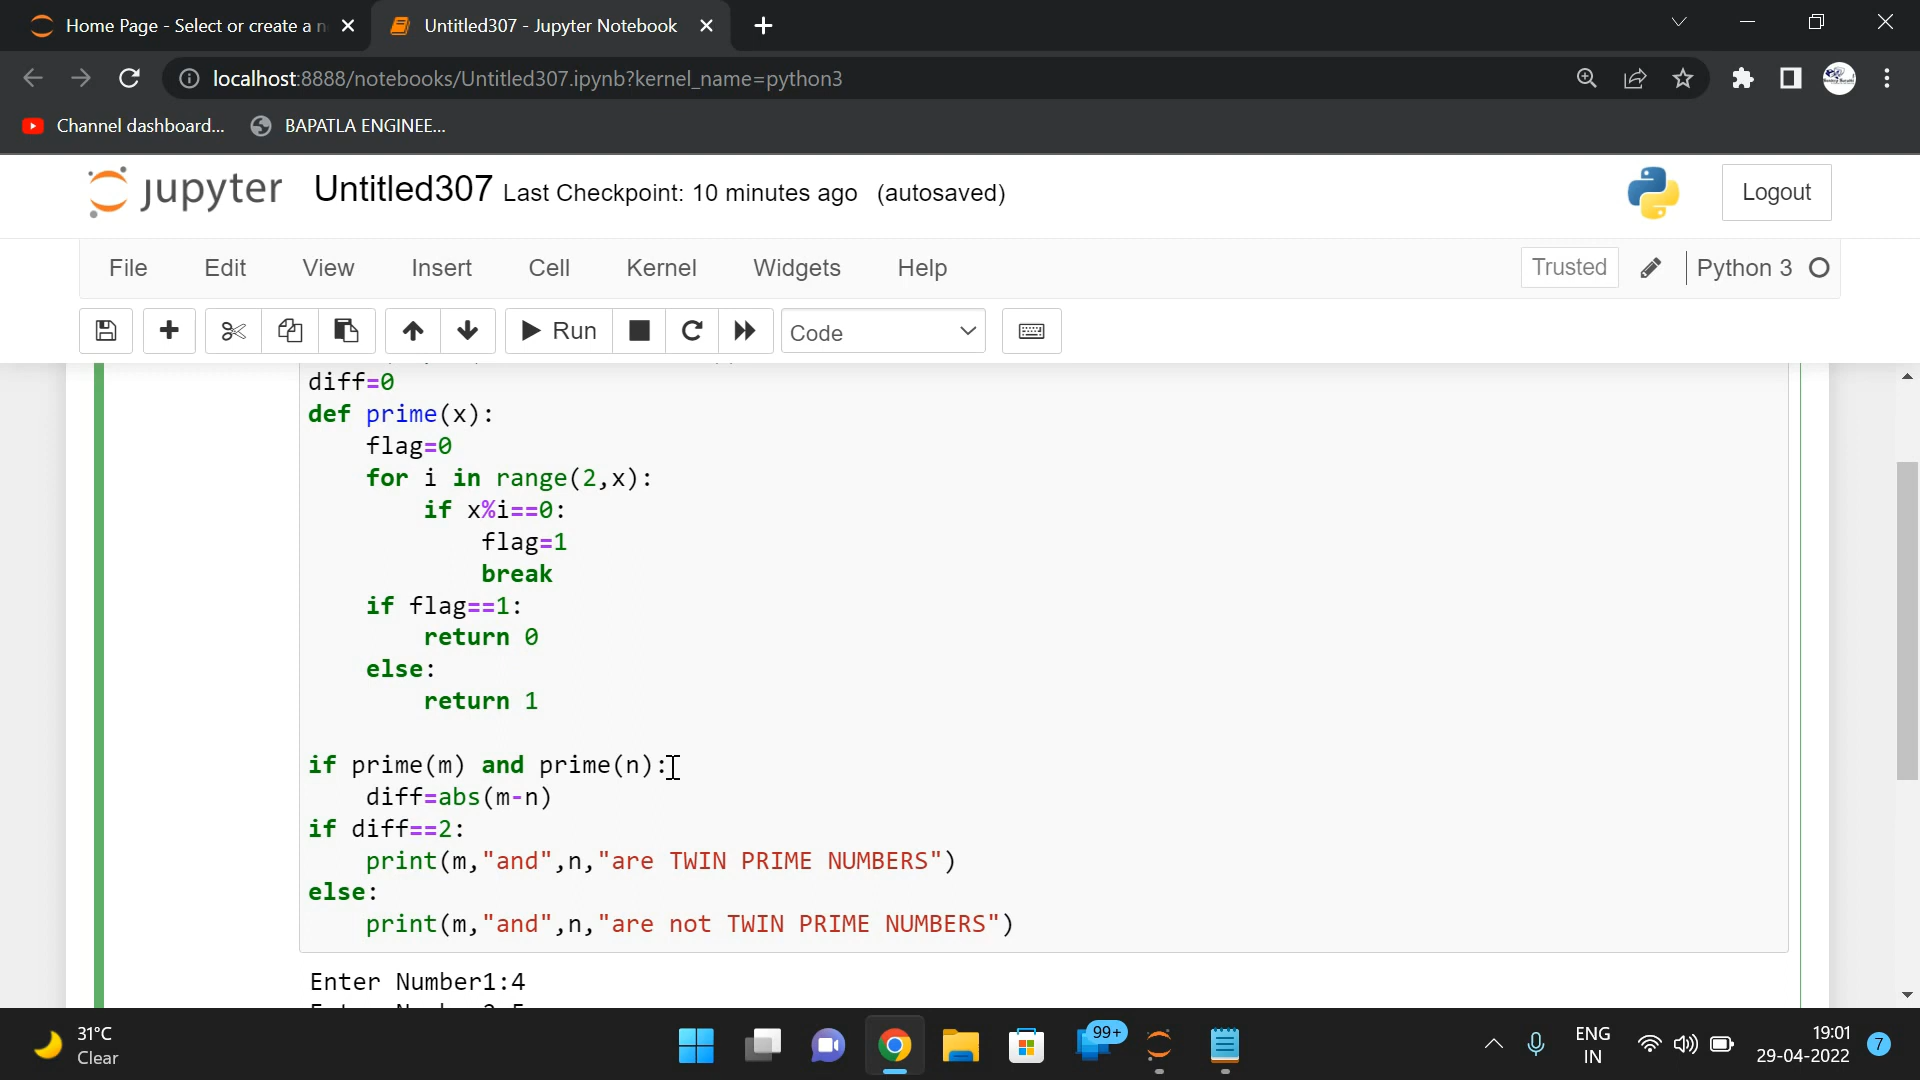 Home Page - Select or create a n
Untitled307 - Jupyter Notebook
localhost:8888/notebooks/Untitled307.ipynb?kernel_name=python3
Channel dashboard...
BAPATLA ENGINEE...
jupyter
Untitled307 Last Checkpoint: 10 minutes ago (autosaved)
Logout
File Edit View Insert Cell Kernel Widgets Help
Trusted
Python 3
Run
Code
diff=0
def prime(x):
    flag=0
    for i in range(2,x):
        if x%i==0:
            flag=1
            break
    if flag==1:
        return 0
    else:
        return 1
if prime(m) and prime(n):
    diff=abs(m-n)
if diff==2:
    print(m,"and",n,"are TWIN PRIME NUMBERS")
else:
    print(m,"and",n,"are not TWIN PRIME NUMBERS")
Enter Number1:4
31°C
Clear
99+
ENG
IN
19:01
29-04-2022
7